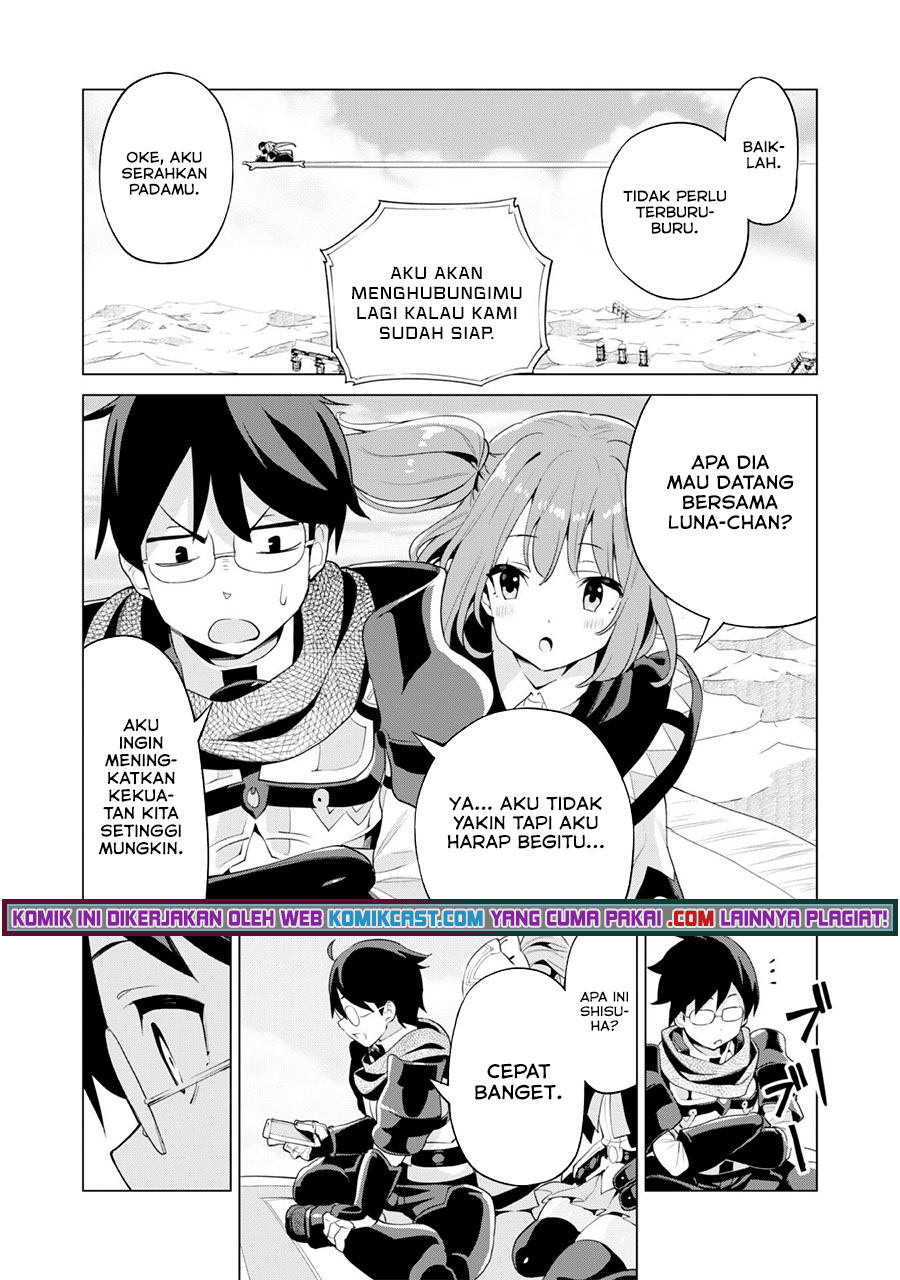 BAIK-
LAH.
TIDAK PERLU
TERBURU-
BURU.
AKU AKAN
MENGHUBUNGIMU
LAGI KALAU KAMI
SUDAH SIAP.
OKE, AKU
SERAHKAN
PADAMU.
APA DIA
MAU DATANG
BERSAMA
LUNA-CHAN?
YA... AKU TIDAK
YAKIN TAPI AKU
HARAP BEGITU...
AKU
INGIN
MENING-
KATKAN
KEKUA-
TAN KITA
SETINGGI
MUNGKIN.
KOMIK INI DIKERJAKAN OLEH WEB KOMIKCAST.COM YANG CUMA PAKAI .COM LAINNYA PLAGIAT!
ブブブ
APA INI
SHISU-
HA?
CEPAT
BANGET.